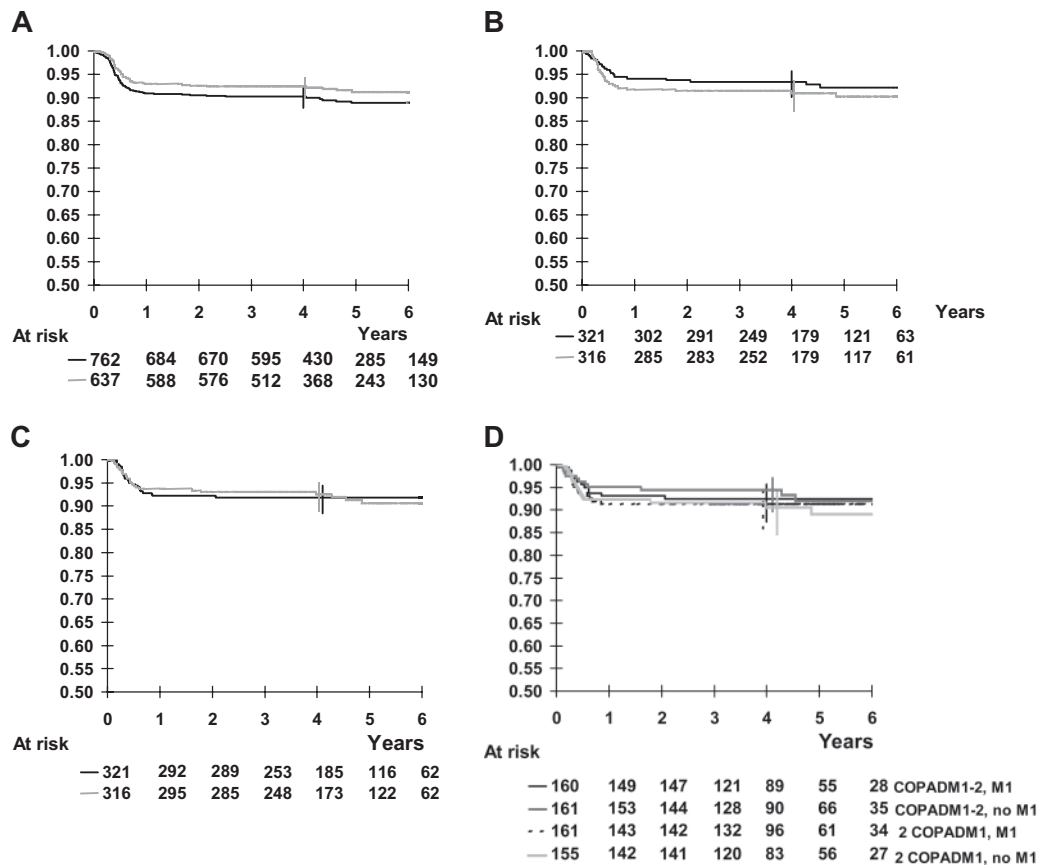 A
1.00
0.95
0.90
0.85
0.80
0.75
0.70
0.65
0.60
0.55
0.50
0 1 2 3 4 5 6
At risk Years
762 684 670 595 430 285 149
637 588 576 512 368 243 130
B
1.00
0.95
0.90
0.85
0.80
0.75
0.70
0.65
0.60
0.55
0.50
0 1 2 3 4 5 6 Years
At risk
321 302 291 249 179 121 63
316 285 283 252 179 117 61
C
1.00
0.95
0.90
0.85
0.80
0.75
0.70
0.65
0.60
0.55
0.50
0 1 2 3 4 5 6
At risk Years
321 292 289 253 185 116 62
316 295 285 248 173 122 62
D
1.00
0.95
0.90
0.85
0.80
0.75
0.70
0.65
0.60
0.55
0.50
0 1 2 3 4 5 6
At risk Years
160 149 147 121 89 55 28 COPADM1-2, M1
161 153 144 128 90 66 35 COPADM1-2, no M1
161 143 142 132 96 61 34 2 COPADM1, M1
155 142 141 120 83 56 27 2 COPADM1, no M1